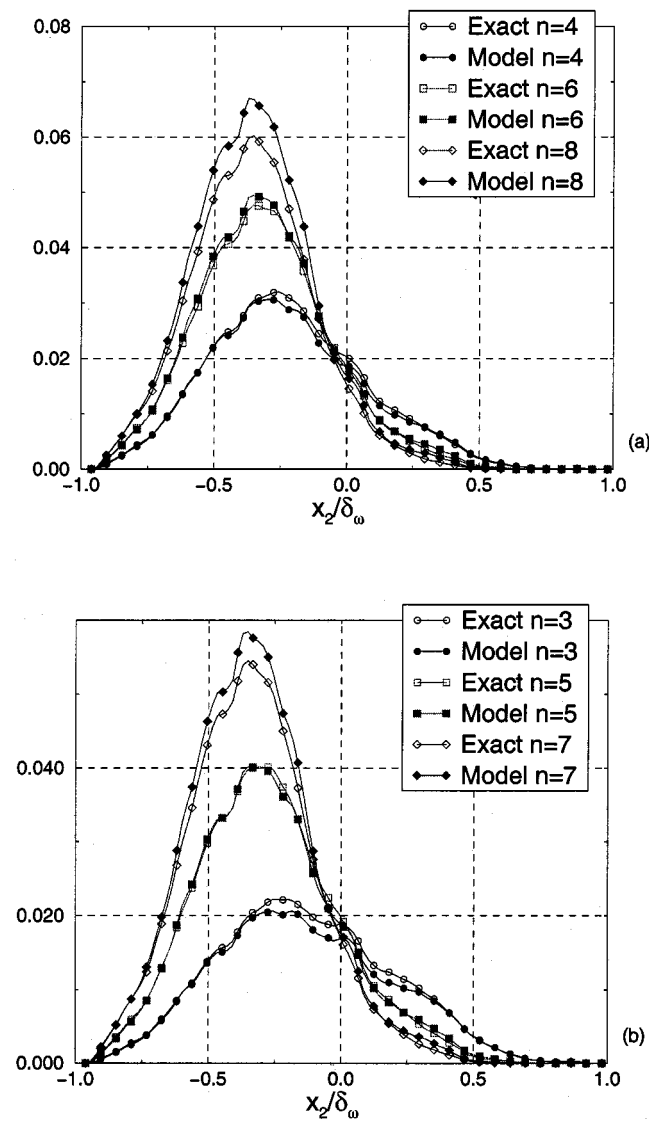 0.08
0.06
0.04
0.02
0.00
−1.0 −0.5 0.0 0.5 1.0
x₂/δ_ω
Exact n=4
Model n=4
Exact n=6
Model n=6
Exact n=8
Model n=8
(a)
0.040
0.020
0.000
−1.0 −0.5 0.0 0.5 1.0
x₂/δ_ω
Exact n=3
Model n=3
Exact n=5
Model n=5
Exact n=7
Model n=7
(b)